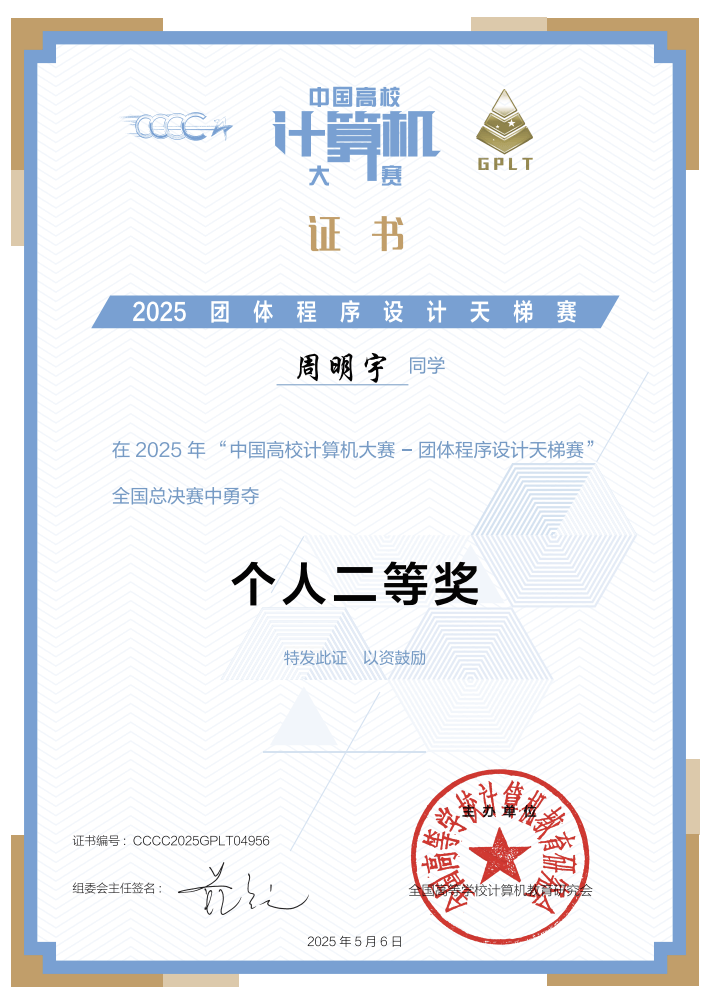 CCCC
中国高校
计算机
大赛
GPLT
证书
2025 团体程序设计天梯赛
周明宇 同学
在 2025 年 “中国高校计算机大赛 – 团体程序设计天梯赛”
全国总决赛中勇夺
个人二等奖
特发此证 以资鼓励
主办单位
全国高等学校计算机教育研究会
证书编号：CCCC2025GPLT04956
组委会主任签名：
全国高等学校计算机教育研究会
2025 年 5 月 6 日